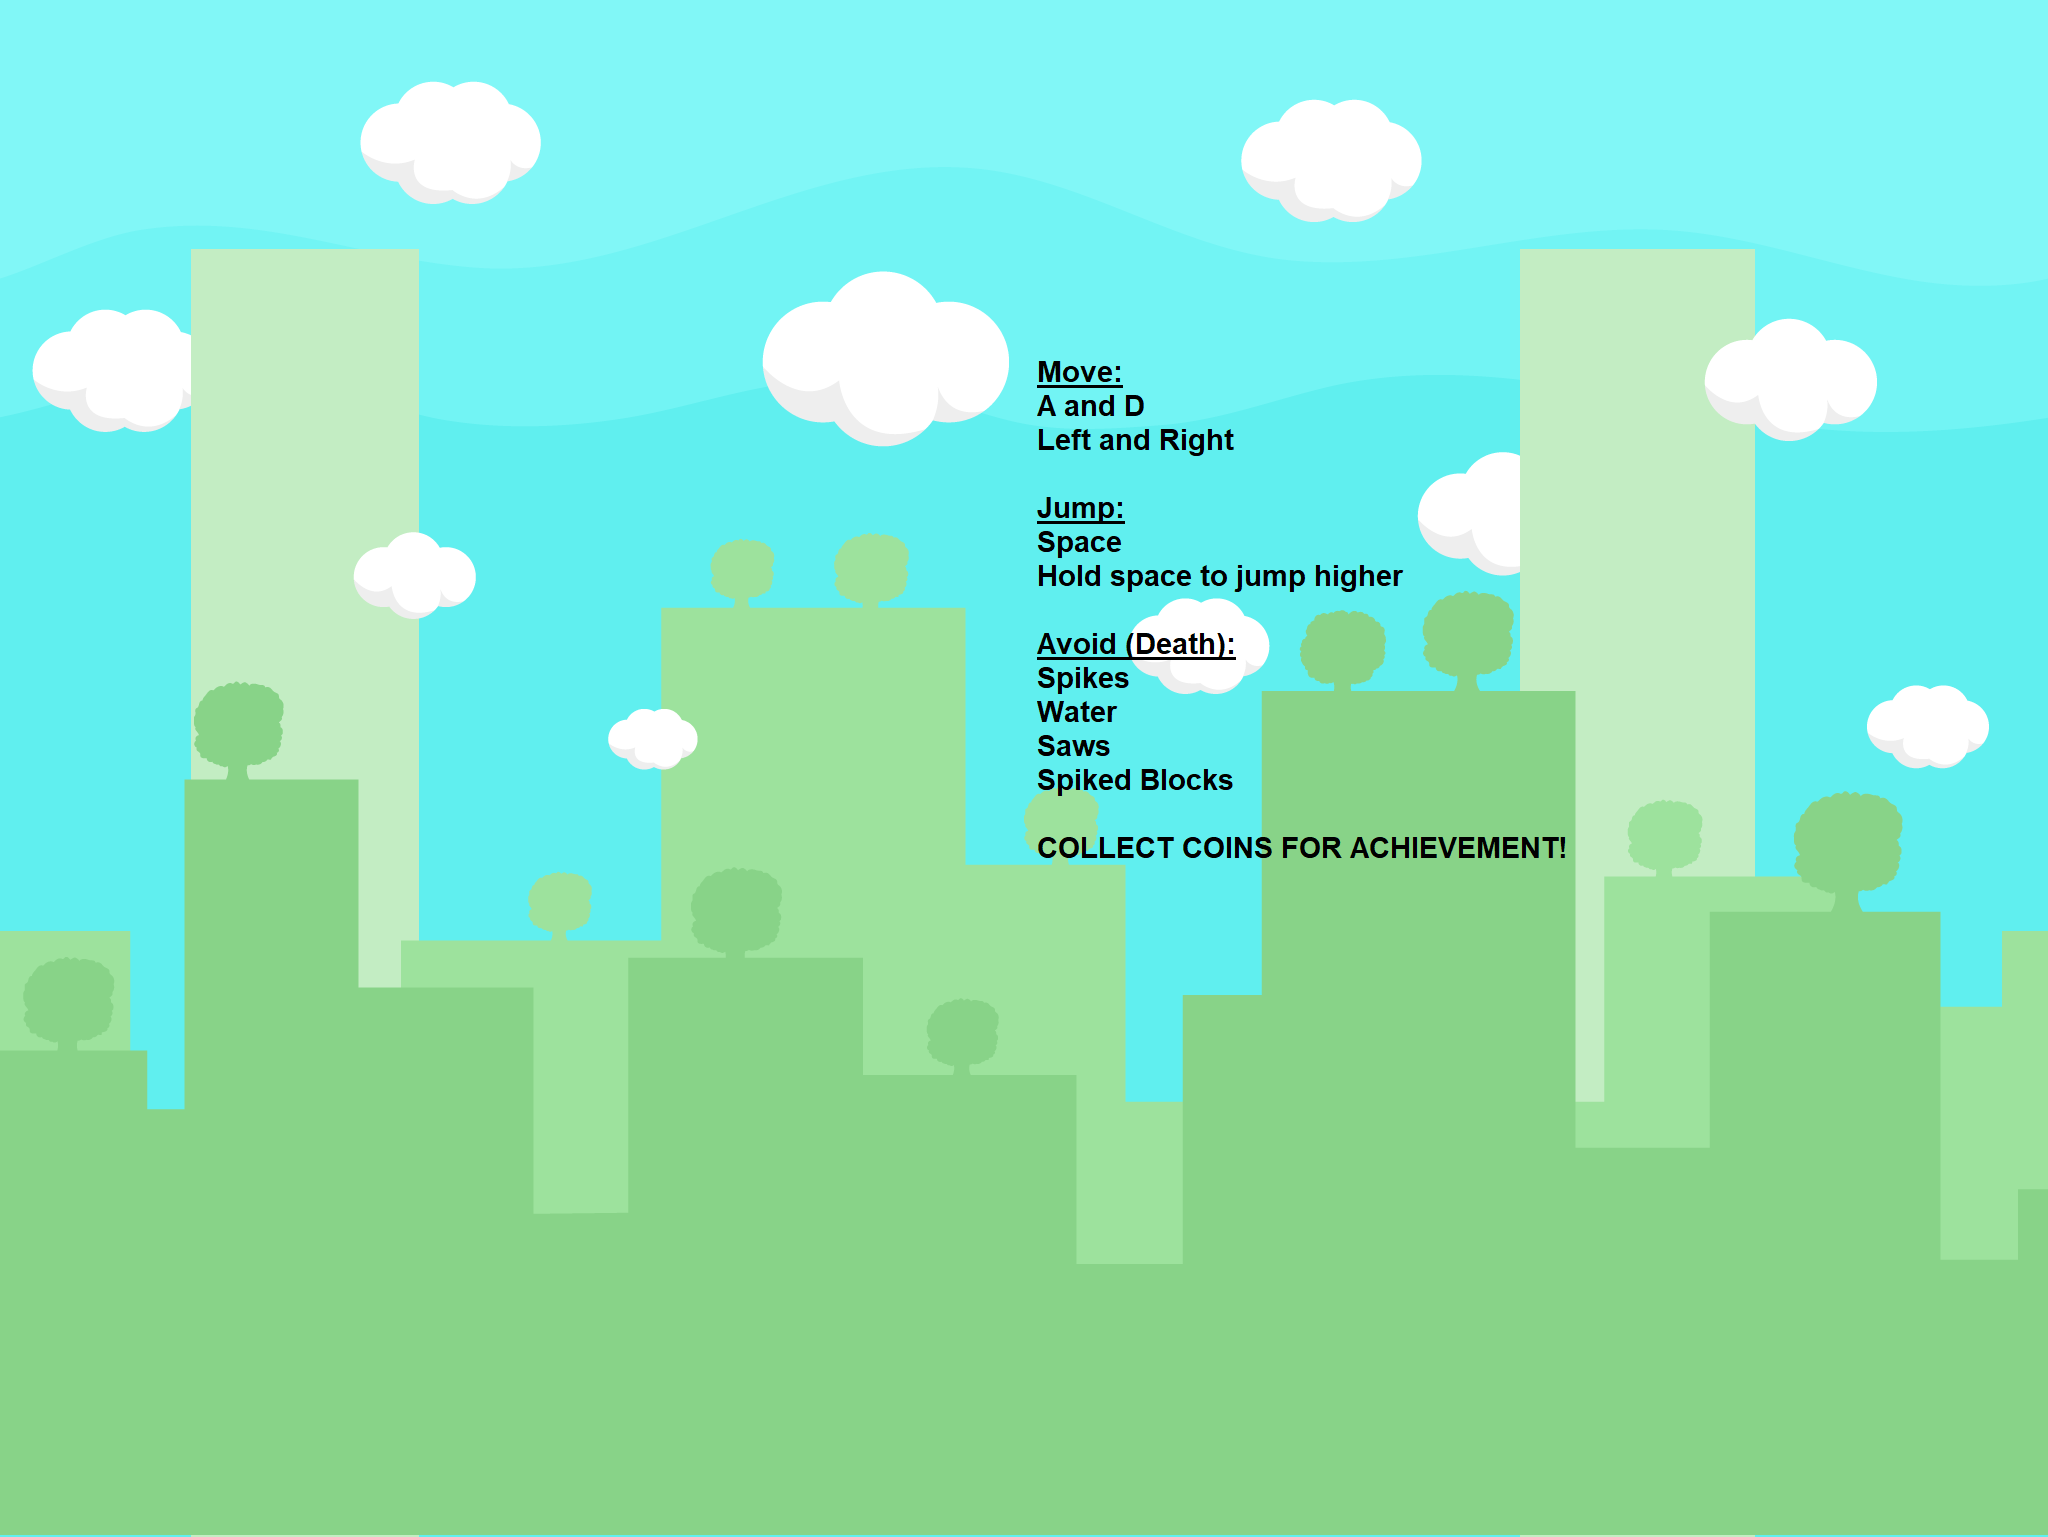 Move:
A and D
Left and Right
Jump:
Space
Hold space to jump higher
Avoid (Death):
Spikes
Water
Saws
Spiked Blocks
COLLECT COINS FOR ACHIEVEMENT!